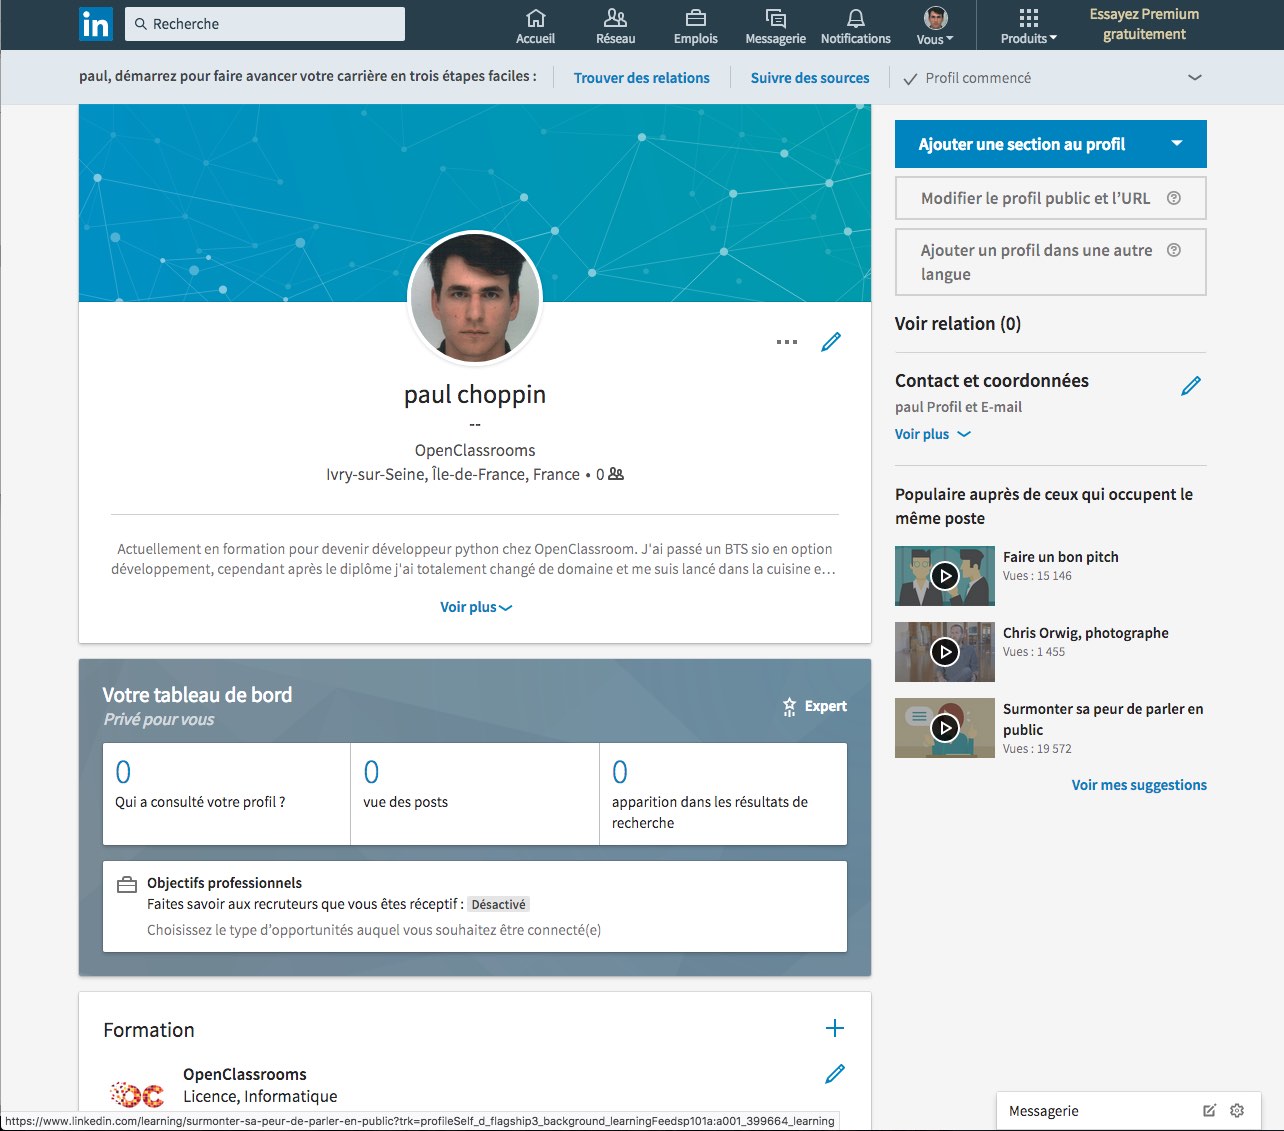 in
Recherche
Accueil
Réseau
Emplois
Messagerie
Notifications
Vous
Produits
Essayez Premium
gratuitement
paul, démarrez pour faire avancer votre carrière en trois étapes faciles :
Trouver des relations
Suivre des sources
Profil commencé
Ajouter une section au profil
Modifier le profil public et l'URL
Ajouter un profil dans une autre
langue
Voir relation (0)
Contact et coordonnées
paul Profil et E-mail
Voir plus
Populaire auprès de ceux qui occupent le
même poste
Faire un bon pitch
Vues : 15 146
Chris Orwig, photographe
Vues : 1 455
Surmonter sa peur de parler en
public
Vues : 19 572
Voir mes suggestions
paul choppin
--
OpenClassrooms
Ivry-sur-Seine, Île-de-France, France • 0
Actuellement en formation pour devenir développeur python chez OpenClassroom. J'ai passé un BTS sio en option
développement, cependant après le diplôme j'ai totalement changé de domaine et me suis lancé dans la cuisine e…
Voir plus
Votre tableau de bord
Privé pour vous
Expert
0
Qui a consulté votre profil ?
0
vue des posts
0
apparition dans les résultats de
recherche
Objectifs professionnels
Faites savoir aux recruteurs que vous êtes réceptif : Désactivé
Choisissez le type d'opportunités auquel vous souhaitez être connecté(e)
Formation
OC
OpenClassrooms
Licence, Informatique
https://www.linkedin.com/learning/surmonter-sa-peur-de-parler-en-public?trk=profileSelf_d_flagship3_background_learningFeedsp101a:a001_399664_learning
Messagerie